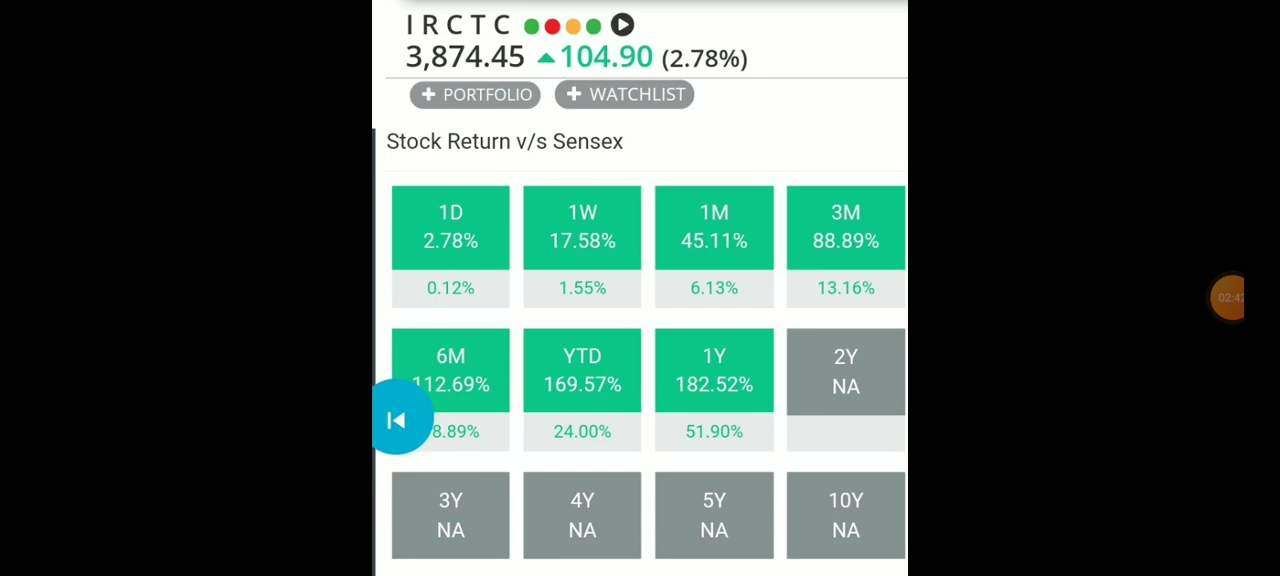 I R C T C
3,874.45 104.90 (2.78%)
+ PORTFOLIO + WATCHLIST
Stock Return v/s Sensex
1D 1W 1M 3M
2.78% 17.58% 45.11% 88.89%
0.12% 1.55% 6.13% 13.16%
6M YTD 1Y 2Y
112.69% 169.57% 182.52% NA
8.89% 24.00% 51.90%
3Y 4Y 5Y 10Y
NA NA NA NA